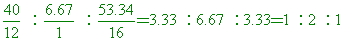 40/12 : 6.67/1 : 53.34/16=3.33 : 6.67 : 3.33=1 : 2 : 1